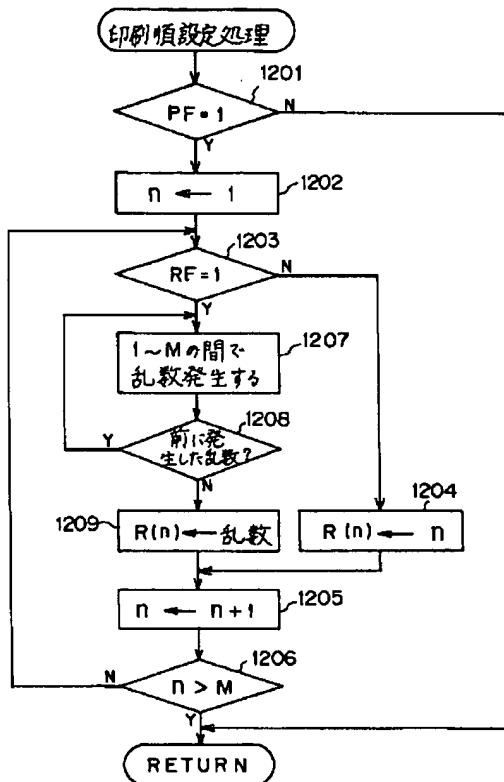 印刷順設定処理
1201
PF=1
N
Y
n ← 1
1202
1203
RF=1
N
Y
1~Mの間で
乱数発生する
1207
1208
Y
前に発
生した乱数?
N
1209
R(n)←乱数
1204
R(n)← n
n ← n+1
1205
1206
N
n > M
Y
RETURN